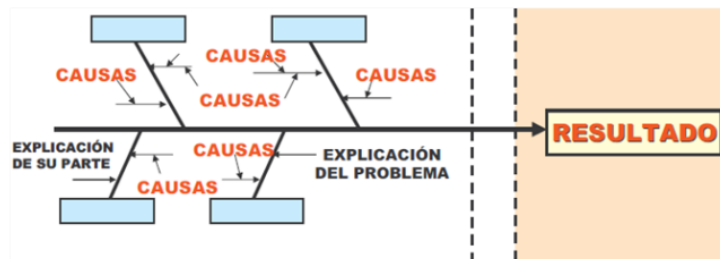 CAUSAS
CAUSAS
CAUSAS
CAUSAS
RESULTADO
EXPLICACIÓN
DE SU PARTE
CAUSAS
CAUSAS
EXPLICACIÓN
DEL PROBLEMA